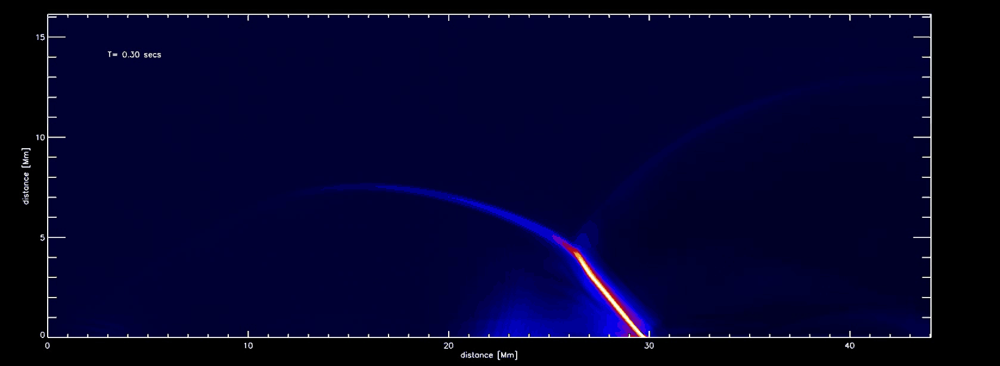 15
T= 0.30 secs
10
distance [Mm]
5
0
0 10 20 30 40
distance [Mm]